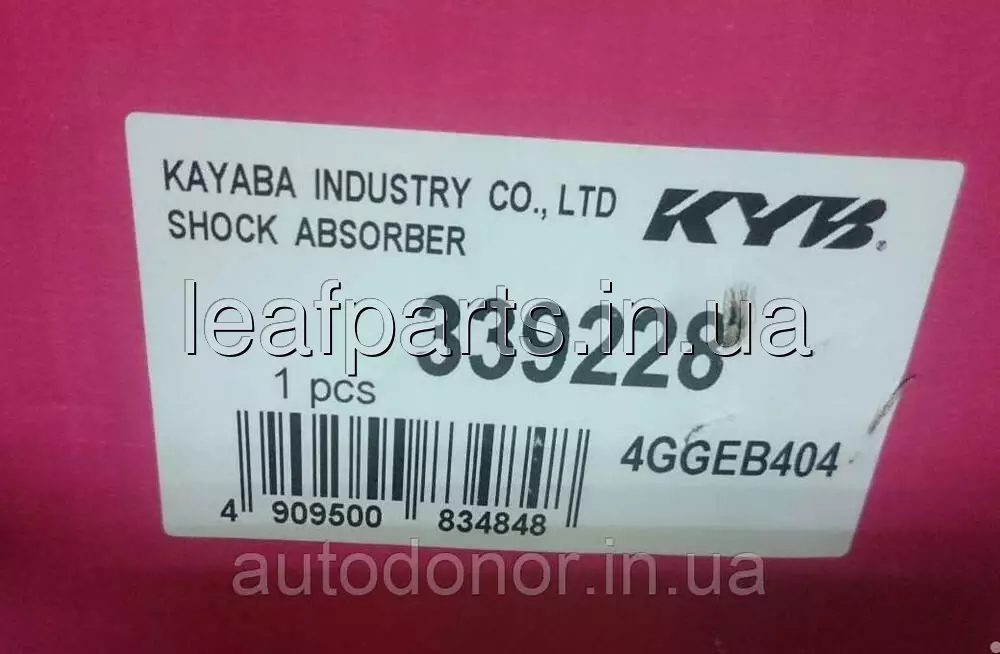 KAYABA INDUSTRY CO., LTD
SHOCK ABSORBER
KYB®
leafparts.in.ua
339228
1 pcs
4GGEB404
4 909500 834848
autodonor.in.ua